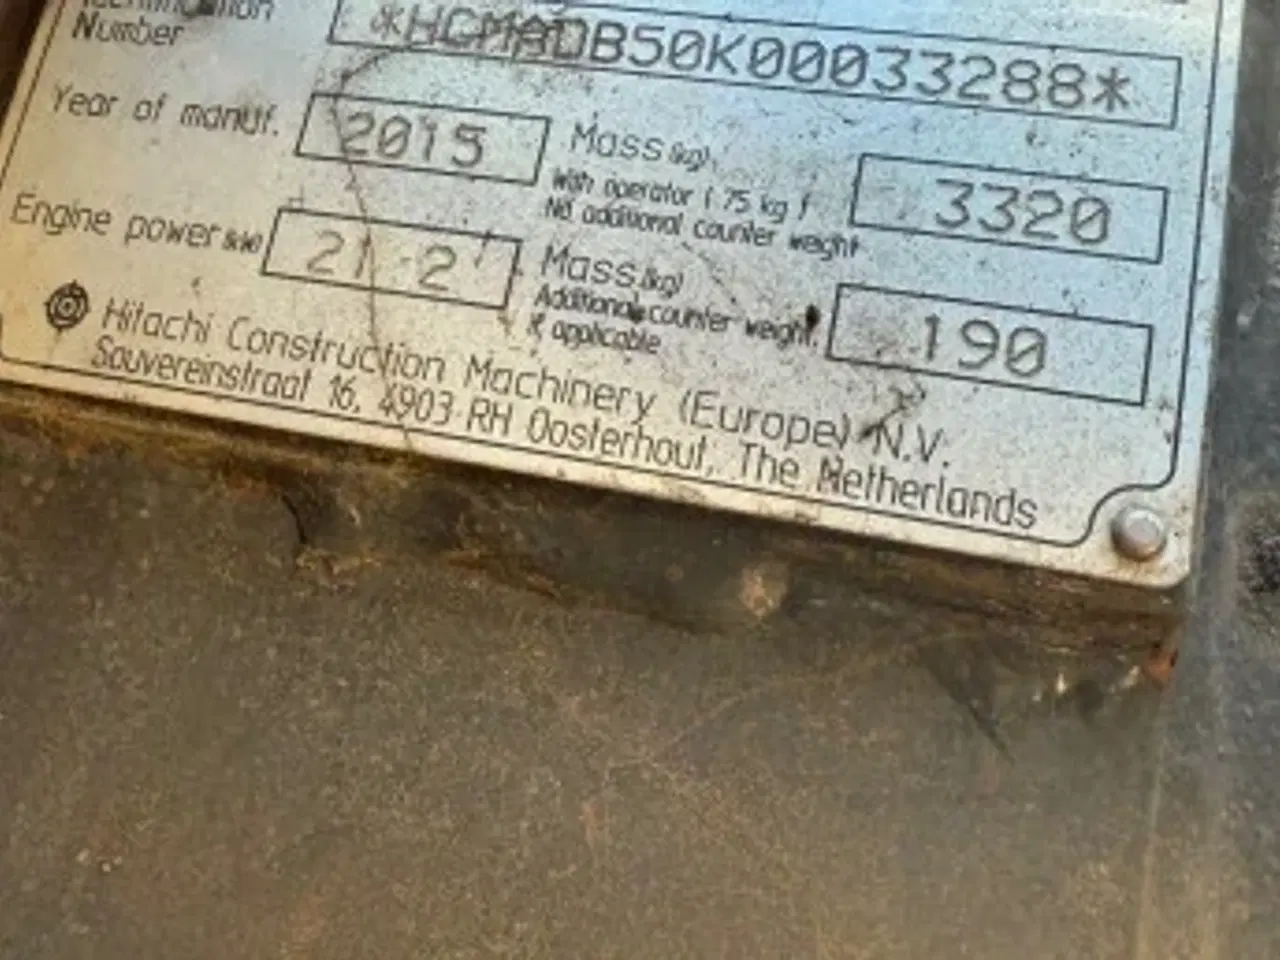 Identification
Number *HCMADB50K00033288*
Year of manuf. 2015 Mass (kg)
With operator ( 75 kg )
No additional counter weight 3320
Engine power (kW) 21.2 Mass (kg)
Additional counter weight,
if applicable 190
Hitachi Construction Machinery (Europe) N.V.
Souvereinstraat 16, 4903 RH Oosterhout, The Netherlands